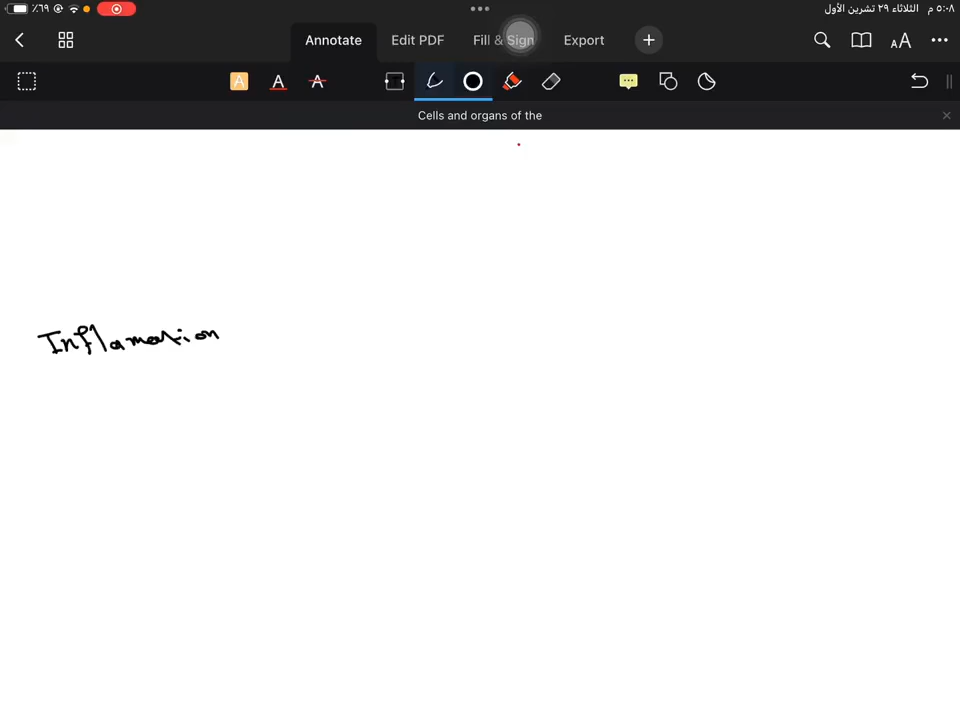 ٪٦٩
٥:٠٨ م الثلاثاء ٢٩ تشرين الأول
Annotate Edit PDF Fill & Sign Export
AA
A A A
T
Cells and organs of the
Inflamation